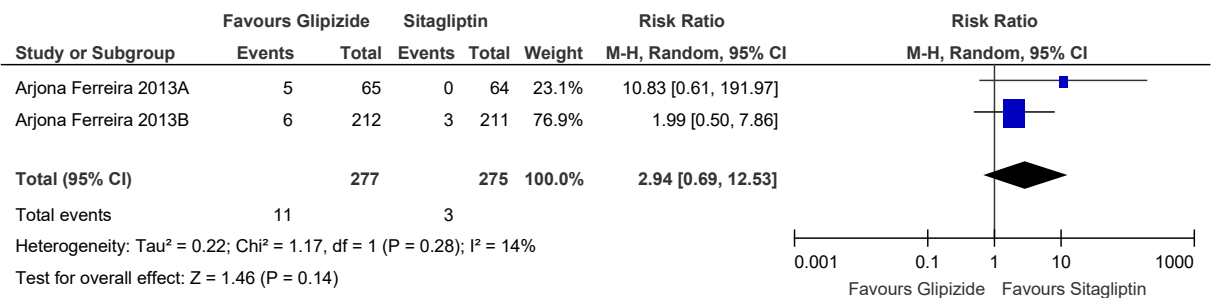 Favours Glipizide Sitagliptin Risk Ratio Risk Ratio
Study or Subgroup Events Total Events Total Weight M-H, Random, 95% CI M-H, Random, 95% CI
Arjona Ferreira 2013A 5 65 0 64 23.1% 10.83 [0.61, 191.97]
Arjona Ferreira 2013B 6 212 3 211 76.9% 1.99 [0.50, 7.86]
Total (95% CI) 277 275 100.0% 2.94 [0.69, 12.53]
Total events 11 3
Heterogeneity: Tau² = 0.22; Chi² = 1.17, df = 1 (P = 0.28); I² = 14%
Test for overall effect: Z = 1.46 (P = 0.14)
0.001 0.1 1 10 1000
Favours Glipizide Favours Sitagliptin